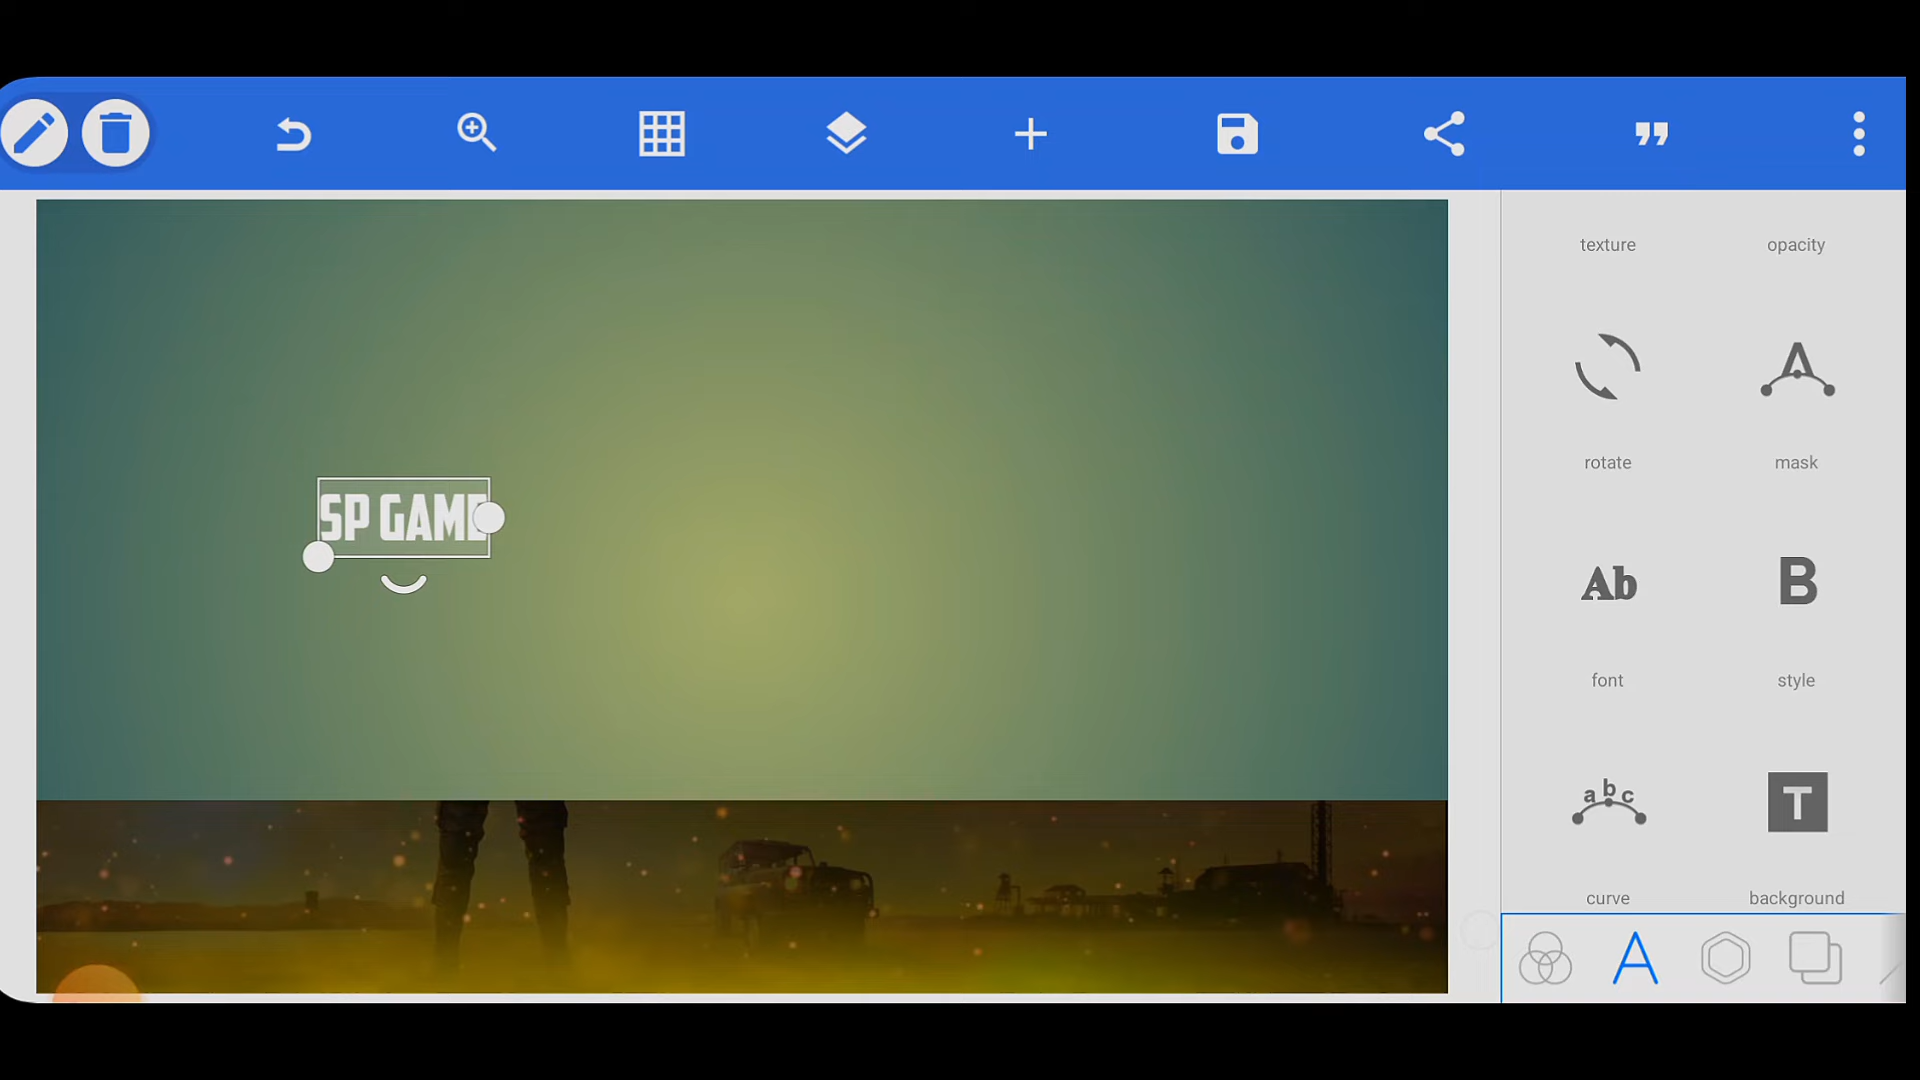 texture opacity
SP GAME
rotate mask
Ab B
font style
abc T
curve background
A